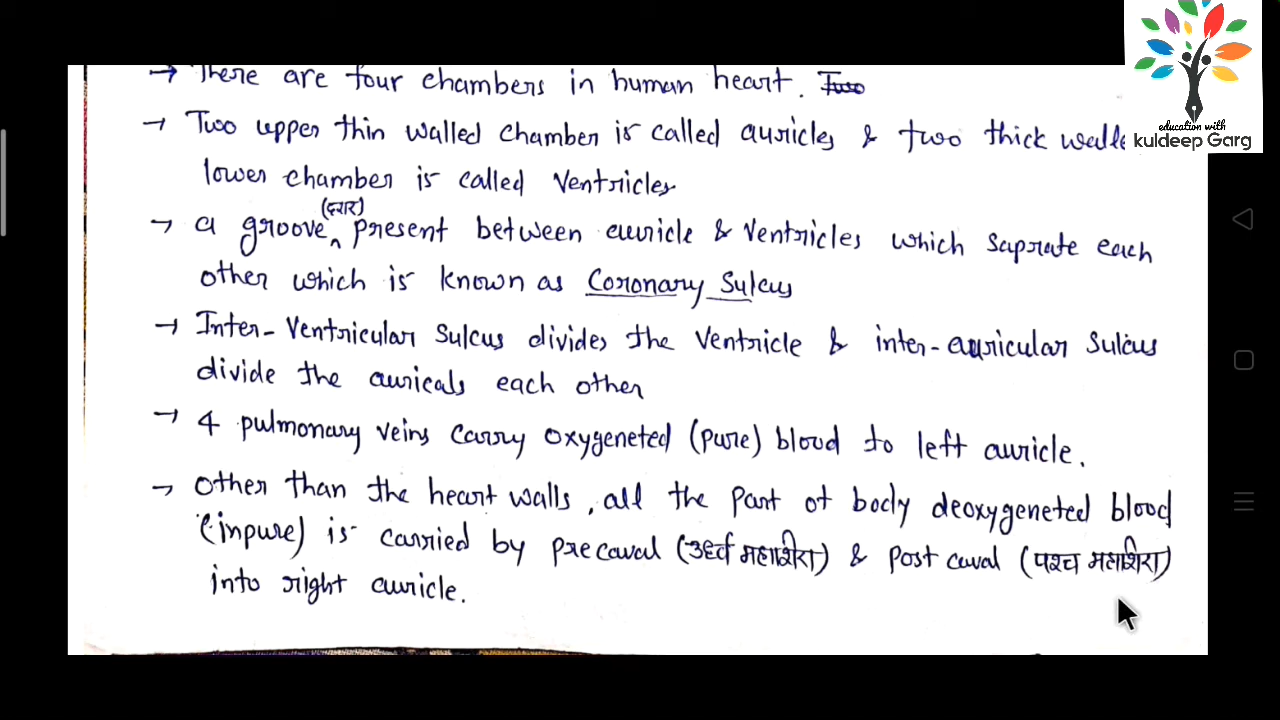 → There are four chambers in human heart. Two
→ Two upper thin walled chamber is called auricles & two thick walle
lower chamber is called Ventricles
(दरार)
→ a groove, present between auricle & ventricles which saprate each
other which is known as Coronary Sulcus
→ Inter-Ventricular Sulcus divides the ventricle & inter-auricular Sulcus
divide the auricals each other
→ 4 pulmonary veins carry oxygeneted (pure) blood to left auricle.
→ Other than the heart walls, all the part of body deoxygeneted blood
(inpure) is carried by precaval (महाशिरा) & post caval (पश्च महाशिरा)
into right auricle.
education with
kuldeep Garg